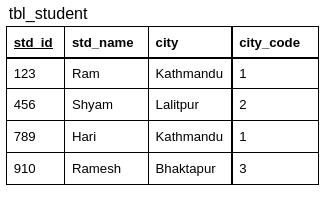 tbl_student
std_id std_name city city_code
123 Ram Kathmandu 1
456 Shyam Lalitpur 2
789 Hari Kathmandu 1
910 Ramesh Bhaktapur 3